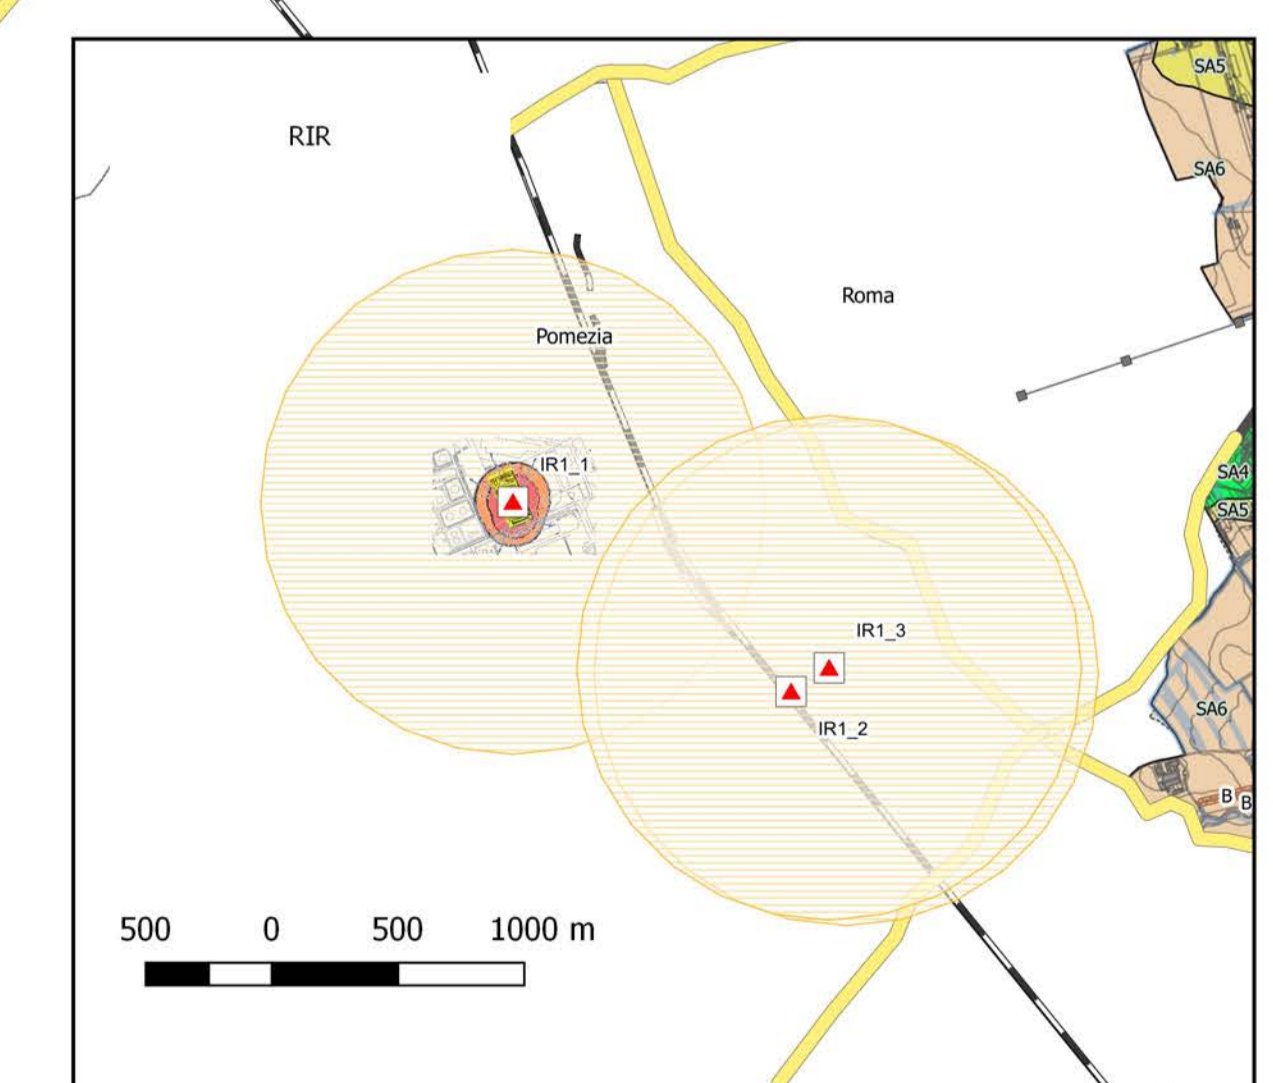 SA5
RIR
SA6
Roma
Pomezia
IR1_1
SA4
SA5
IR1_3
SA6
IR1_2
B B
500 0 500 1000 m